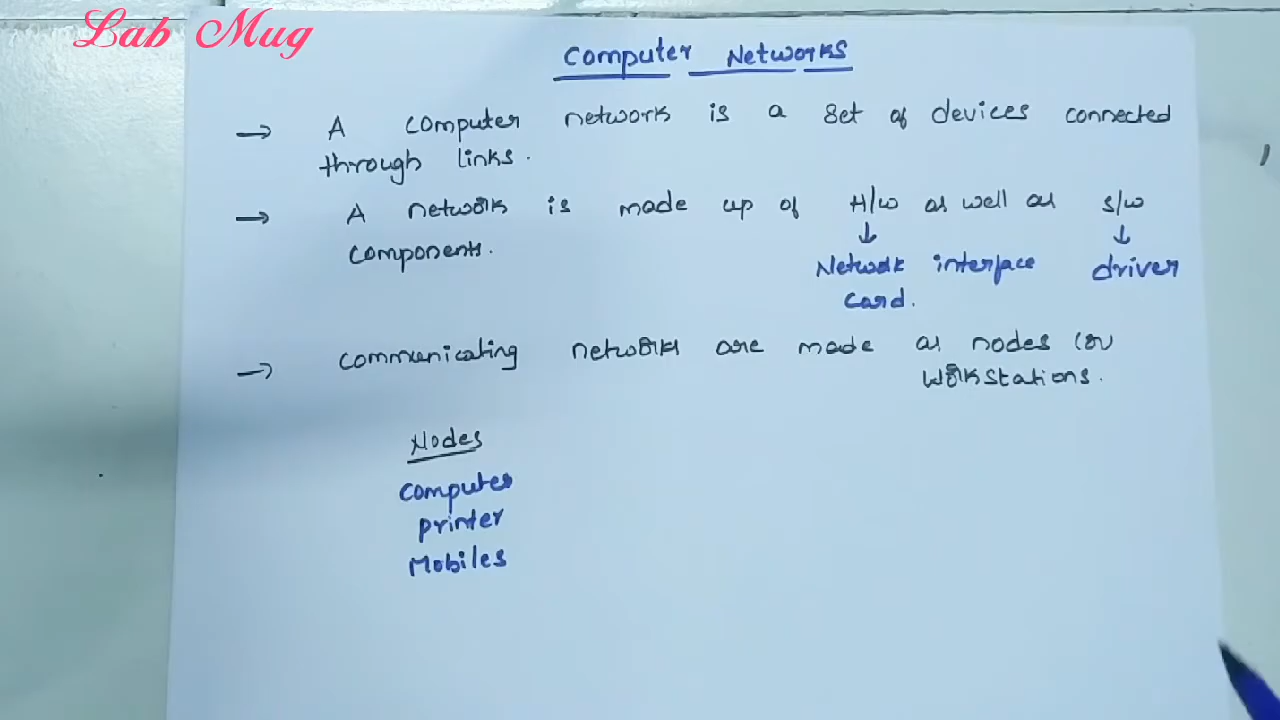 Lab Mug
Computer Networks
→ A computer network is a set of devices connected
through links.
→ A network is made up of H/w as well as s/w
components.
↓ ↓
Network interface driver
card.
→ communicating networks are made as nodes (or
workstations.
Nodes
computer
printer
Mobiles